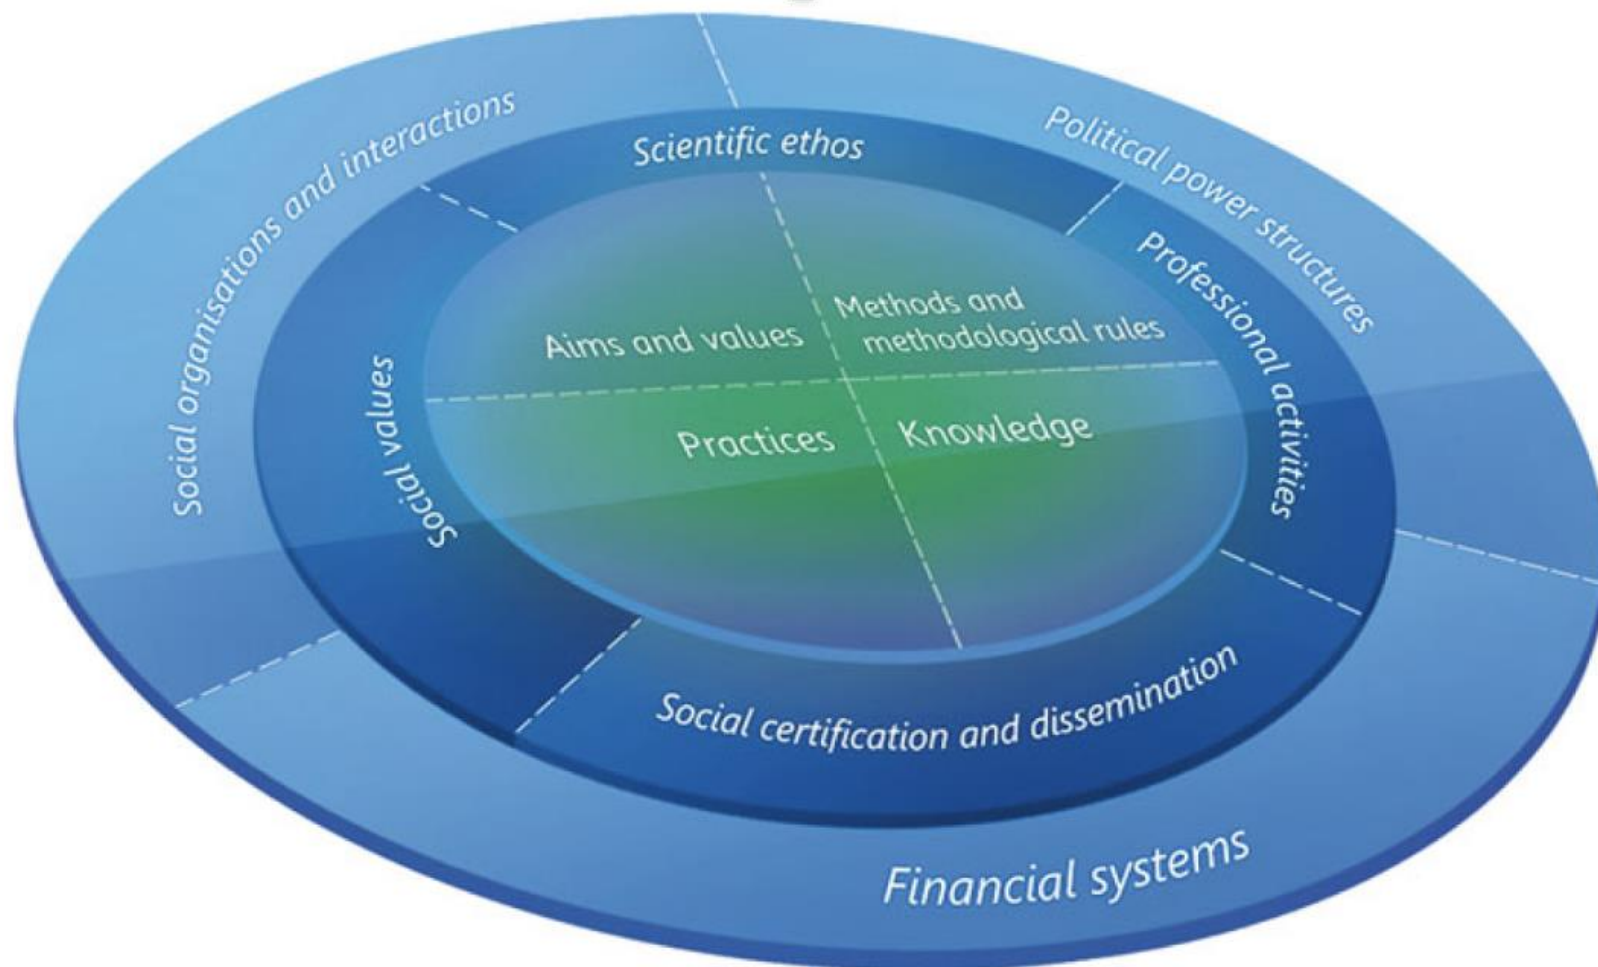 Social organisations and interactions
Political power structures
Scientific ethos
Professional activities
Social values
Aims and values
Methods and
methodological rules
Practices
Knowledge
Social certification and dissemination
Financial systems